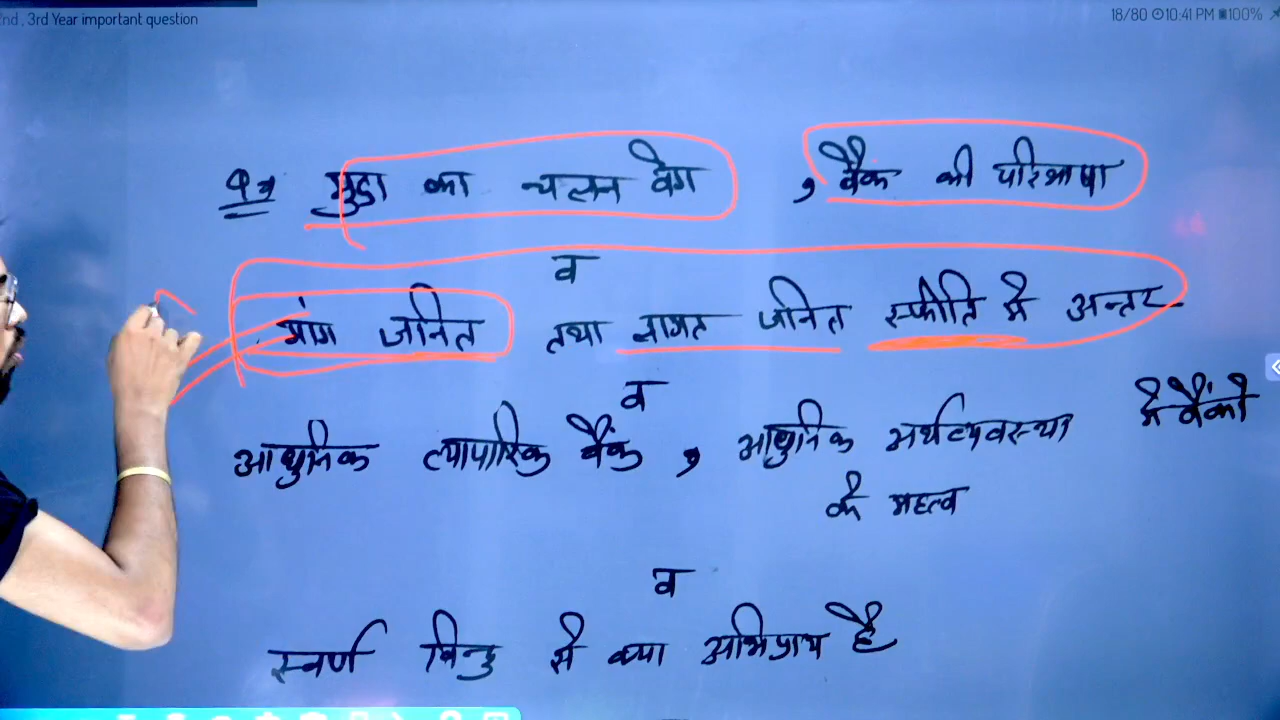 2nd , 3rd Year important question
18/80 10:41 PM 100%
Q→ मुद्रा का चलन वेग , बैंक की परिभाषा
व
मांग जनित तथा लागत जनित स्फीति मे अन्तर
व
आधुनिक व्यापारिक बैंक , आधुनिक अर्थव्यवस्था मे बैंको
के महत्व
व
स्वर्ण बिन्दु से क्या अभिप्राय है